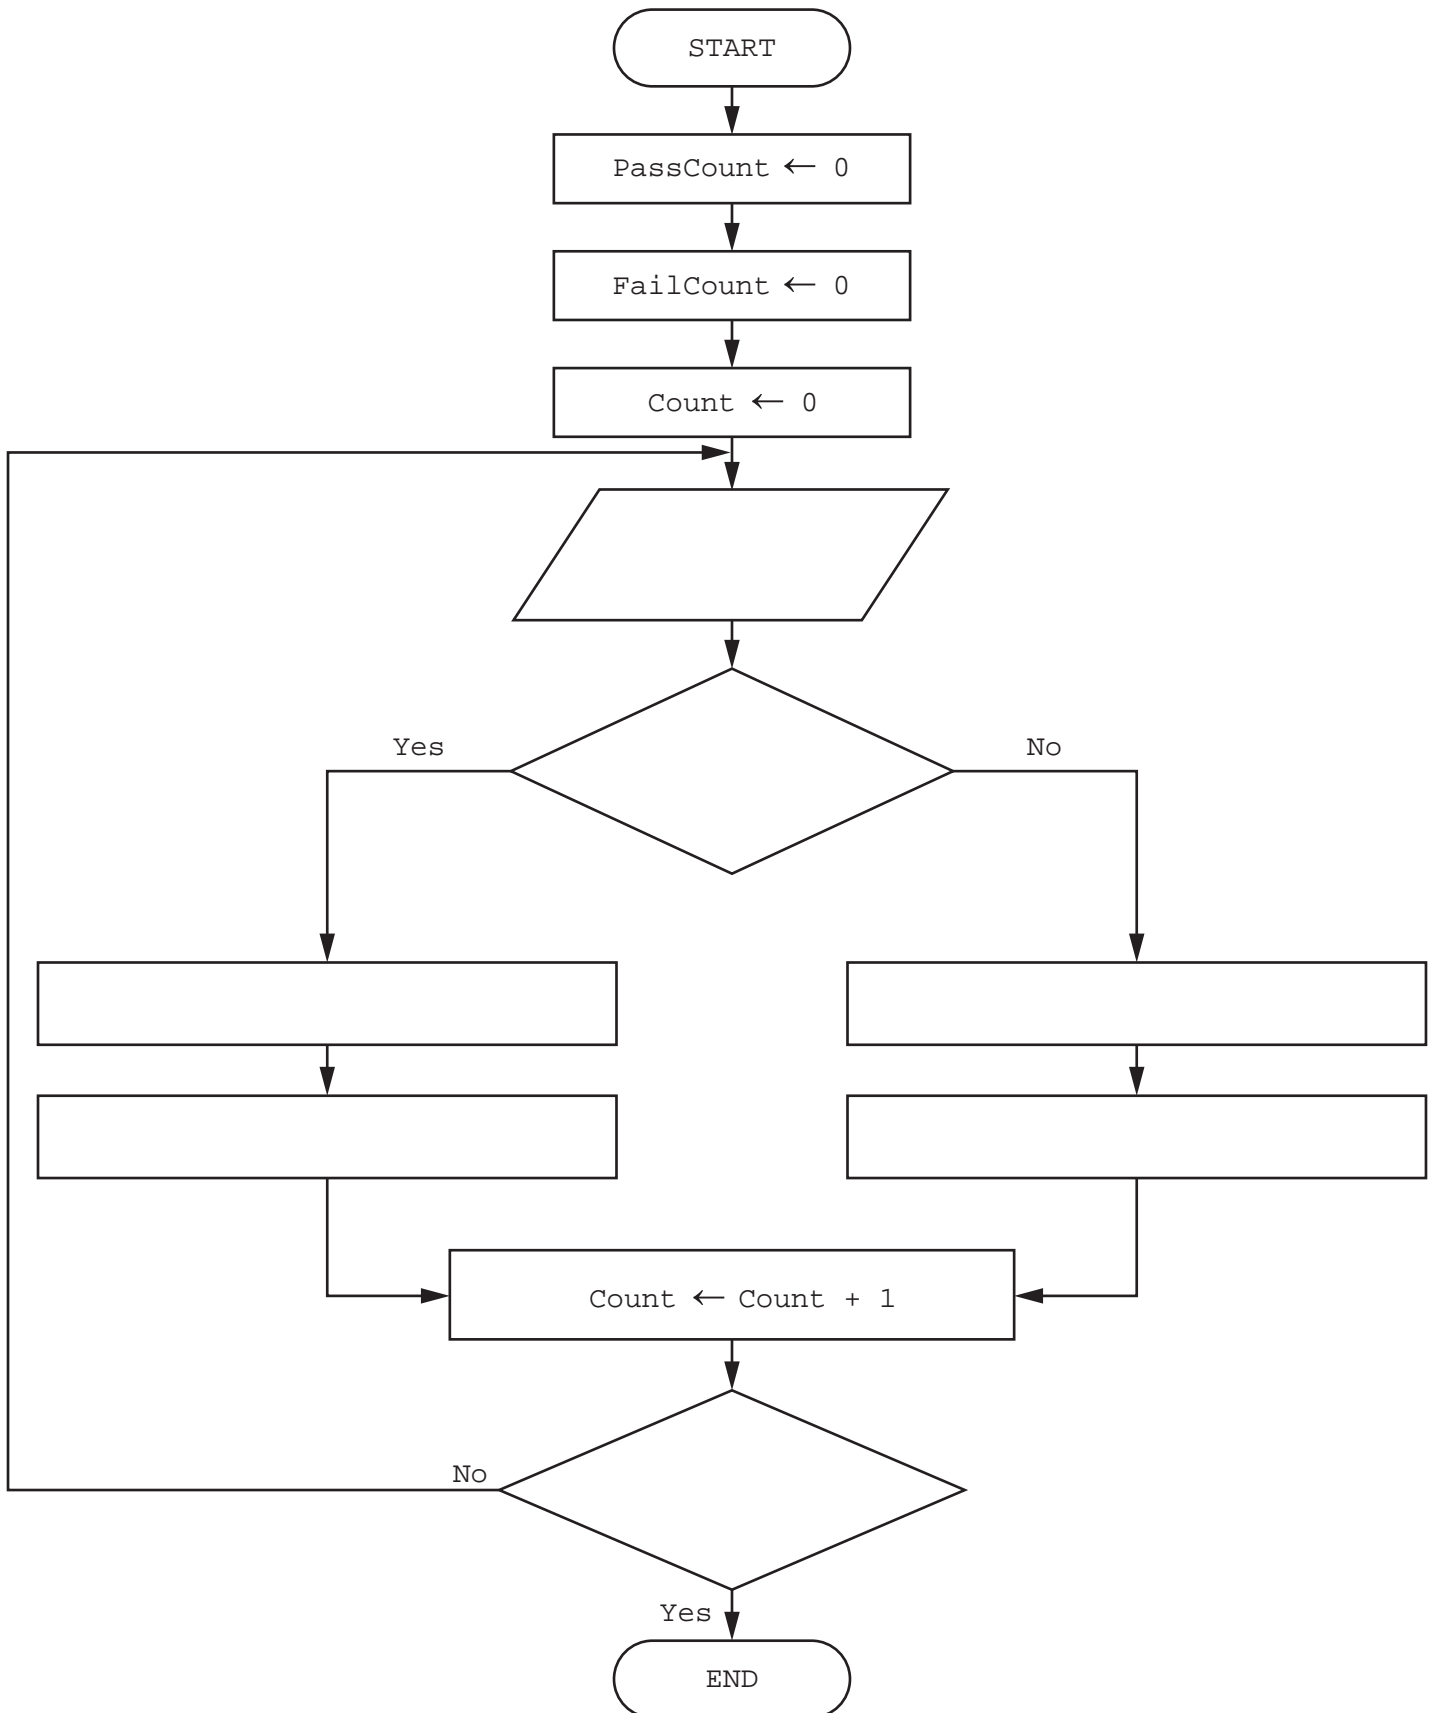 START
PassCount ← 0
FailCount ← 0
Count ← 0
Yes
No
Count ← Count + 1
No
Yes
END